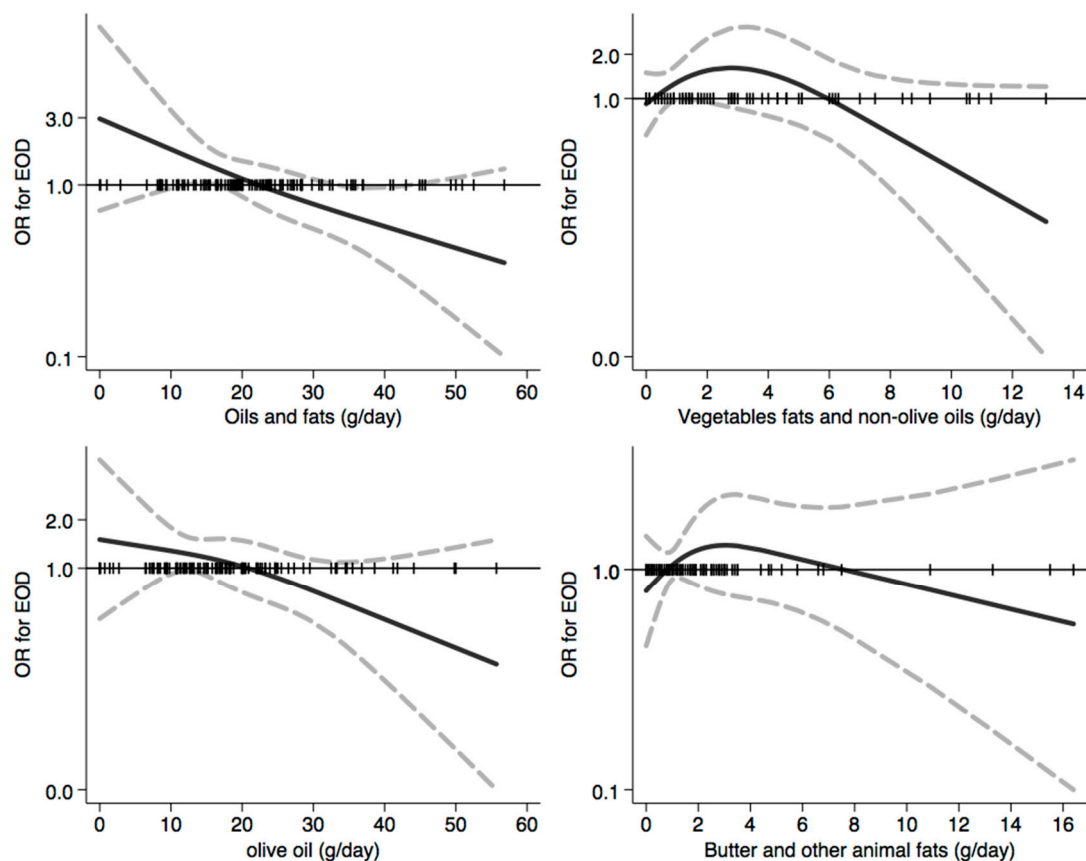 3.0
1.0
0.1
OR for EOD
0 10 20 30 40 50 60
Oils and fats (g/day)
2.0
1.0
0.0
OR for EOD
0 2 4 6 8 10 12 14
Vegetables fats and non-olive oils (g/day)
2.0
1.0
0.0
OR for EOD
0 10 20 30 40 50 60
olive oil (g/day)
1.0
0.1
OR for EOD
0 2 4 6 8 10 12 14 16
Butter and other animal fats (g/day)